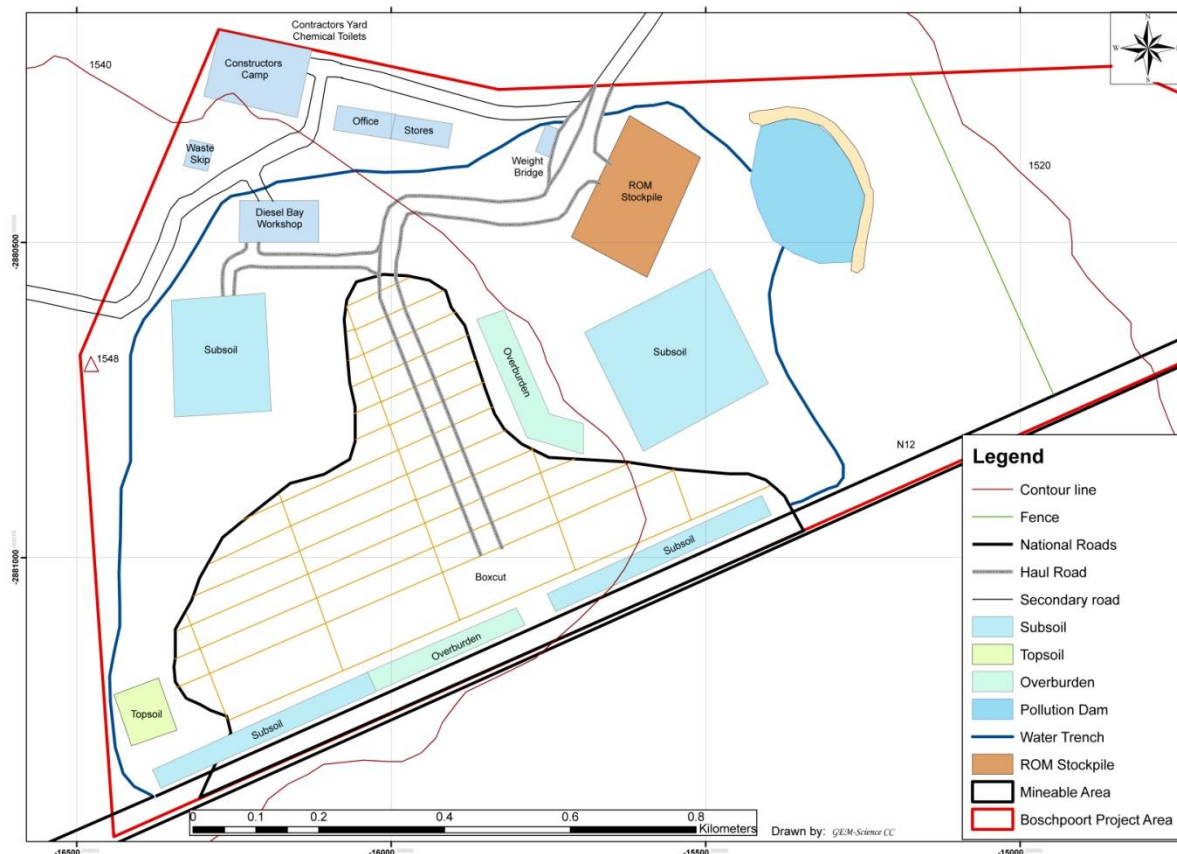 Contractors Yard
Chemical Toilets
N
W
S
1540
Constructors
Camp
Office
Stores
Waste
Skip
Weight
Bridge
ROM
Stockpile
1520
Diesel Bay
Workshop
-2880500
Subsoil
1548
Overburden
Subsoil
N12
Legend
Contour line
Fence
National Roads
Haul Road
Secondary road
Subsoil
Topsoil
Overburden
Pollution Dam
Water Trench
ROM Stockpile
Mineable Area
Boschpoort Project Area
Subsoil
-2881000
Boxcut
Overburden
Topsoil
Subsoil
0 0.1 0.2 0.4 0.6 0.8
Kilometers
Drawn by: GEM-Science CC
-16500
-16000
-15500
-15000